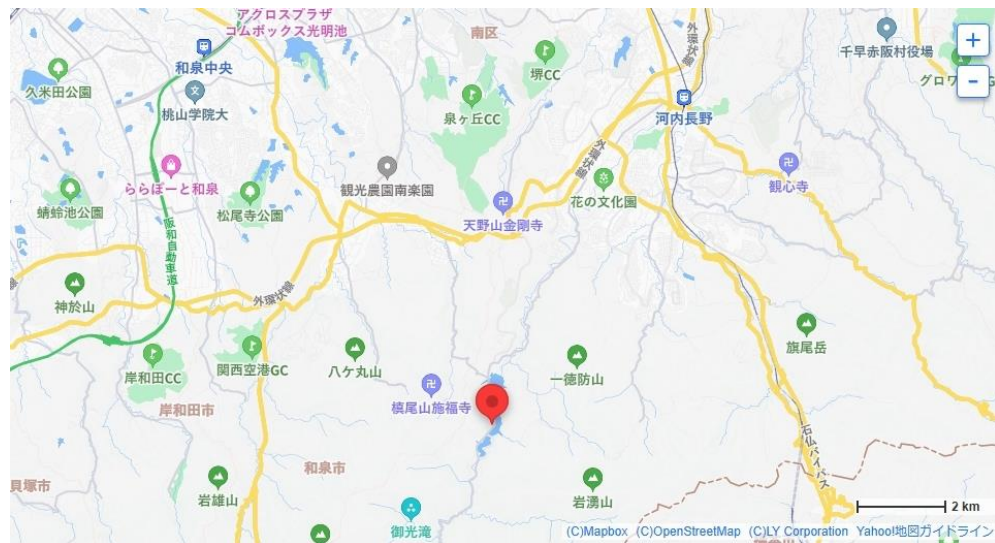 アクロスプラザ
コムボックス光明池
南区
外環状線
+
千早赤阪村役場
和泉中央
堺CC
久米田公園
グロワ
G
-
桃山学院大
泉ヶ丘CC
河内長野
外環状線
ららぽーと和泉
観光農園南楽園
観心寺
花の文化園
蜻蛉池公園
松尾寺公園
天野山金剛寺
阪和自動車道
神於山
外環状線
旗尾岳
岸和田CC
関西空港GC
八ケ丸山
一徳防山
岸和田市
槙尾山施福寺
石仏バイパス
和泉市
貝塚市
岩雄山
岩湧山
2 km
御光滝
(C)Mapbox (C)OpenStreetMap (C)LY Corporation Yahoo!地図ガイドライン